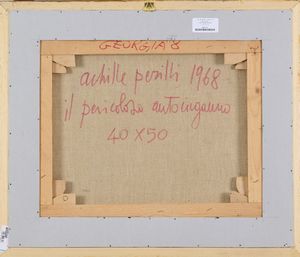 GEORGIA 8
achille perilli 1968
il pericoloso autoinganno
40 X 50